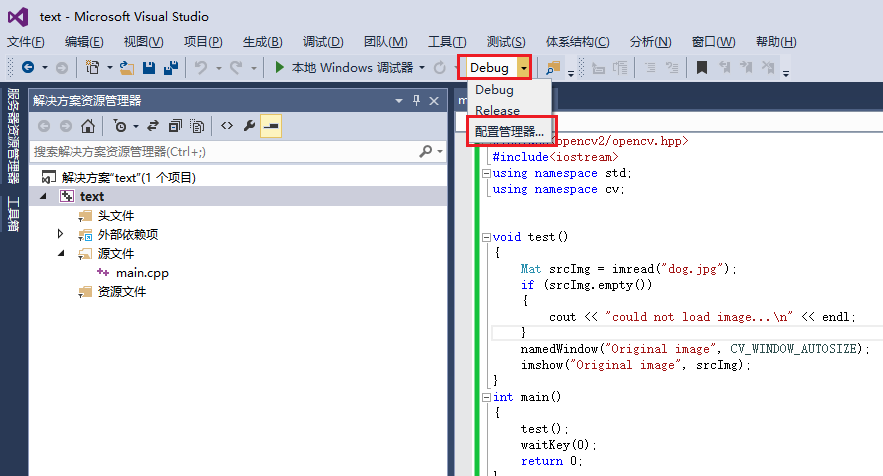 text - Microsoft Visual Studio
文件(F) 编辑(E) 视图(V) 项目(P) 生成(B) 调试(D) 团队(M) 工具(T) 测试(S) 体系结构(C) 分析(N) 窗口(W) 帮助(H)
本地 Windows 调试器 Debug
Debug
Release
配置管理器...
服务器资源管理器
工具箱
解决方案资源管理器
搜索解决方案资源管理器(Ctrl+;)
解决方案"text"(1 个项目)
text
头文件
外部依赖项
源文件
main.cpp
资源文件
opencv2/opencv.hpp>
#include<iostream>
using namespace std;
using namespace cv;
void test()
{
Mat srcImg = imread("dog.jpg");
if (srcImg.empty())
{
cout << "could not load image...\n" << endl;
}
namedWindow("Original image", CV_WINDOW_AUTOSIZE);
imshow("Original image", srcImg);
}
int main()
{
test();
waitKey(0);
return 0;